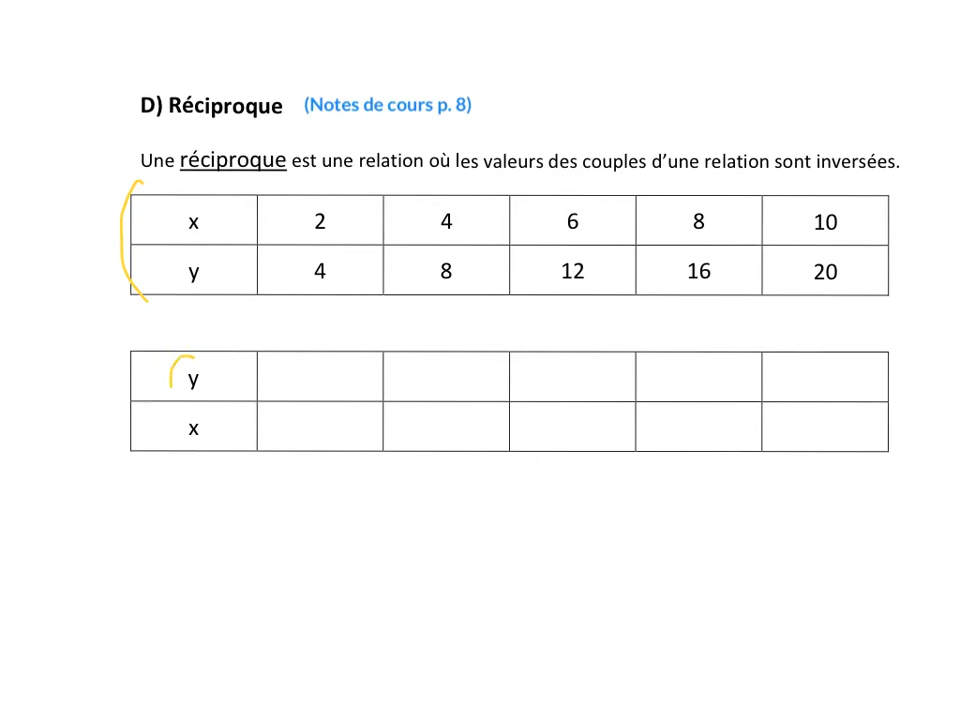 D) Réciproque (Notes de cours p. 8)
Une réciproque est une relation où les valeurs des couples d’une relation sont inversées.
x 2 4 6 8 10
y 4 8 12 16 20
y
x